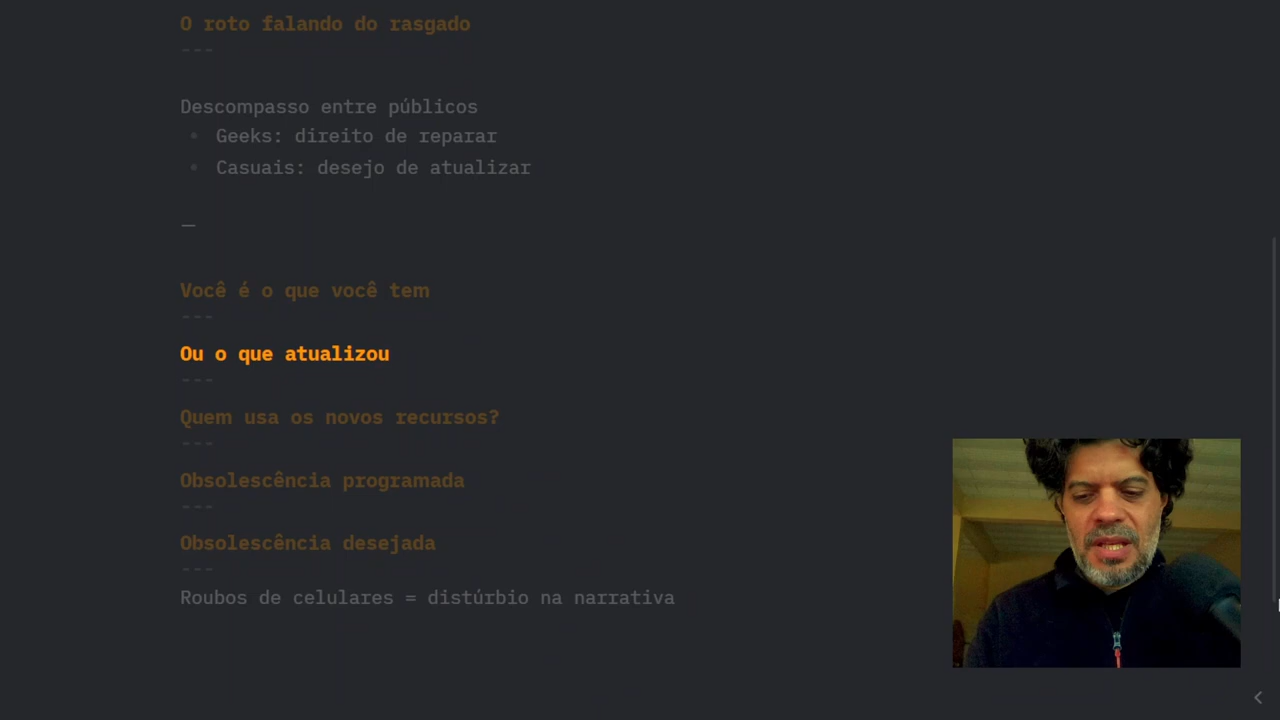 O roto falando do rasgado
---
Descompasso entre públicos
• Geeks: direito de reparar
• Casuais: desejo de atualizar
—
Você é o que você tem
---
Ou o que atualizou
---
Quem usa os novos recursos?
---
Obsolescência programada
---
Obsolescência desejada
---
Roubos de celulares = distúrbio na narrativa